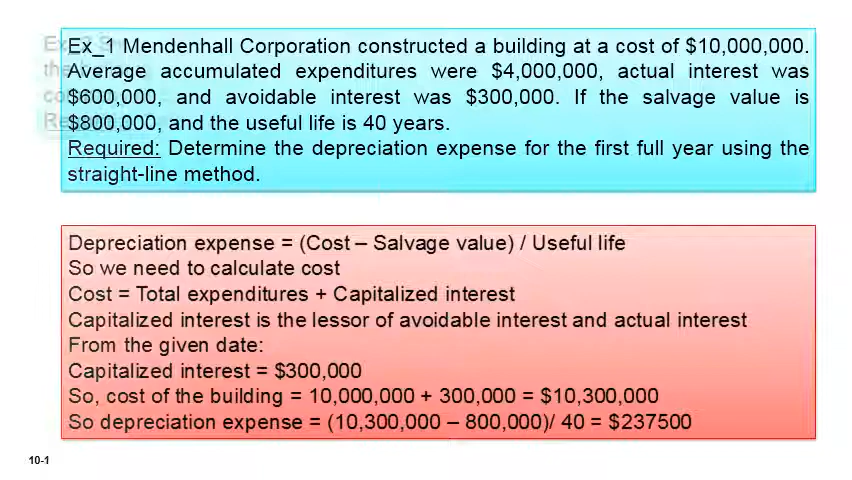 Ex_1 Mendenhall Corporation constructed a building at a cost of $10,000,000.
Average accumulated expenditures were $4,000,000, actual interest was
$600,000, and avoidable interest was $300,000. If the salvage value is
$800,000, and the useful life is 40 years.
Required: Determine the depreciation expense for the first full year using the
straight-line method.
Depreciation expense = (Cost – Salvage value) / Useful life
So we need to calculate cost
Cost = Total expenditures + Capitalized interest
Capitalized interest is the lessor of avoidable interest and actual interest
From the given date:
Capitalized interest = $300,000
So, cost of the building = 10,000,000 + 300,000 = $10,300,000
So depreciation expense = (10,300,000 – 800,000)/ 40 = $237500
10-1